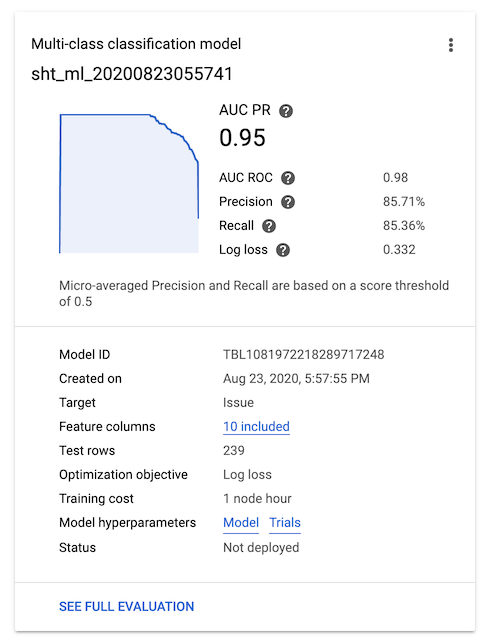 Multi-class classification model
sht_ml_20200823055741
AUC PR
0.95
AUC ROC 0.98
Precision 85.71%
Recall 85.36%
Log loss 0.332
Micro-averaged Precision and Recall are based on a score threshold
of 0.5
Model ID TBL1081972218289717248
Created on Aug 23, 2020, 5:57:55 PM
Target Issue
Feature columns 10 included
Test rows 239
Optimization objective Log loss
Training cost 1 node hour
Model hyperparameters Model Trials
Status Not deployed
SEE FULL EVALUATION